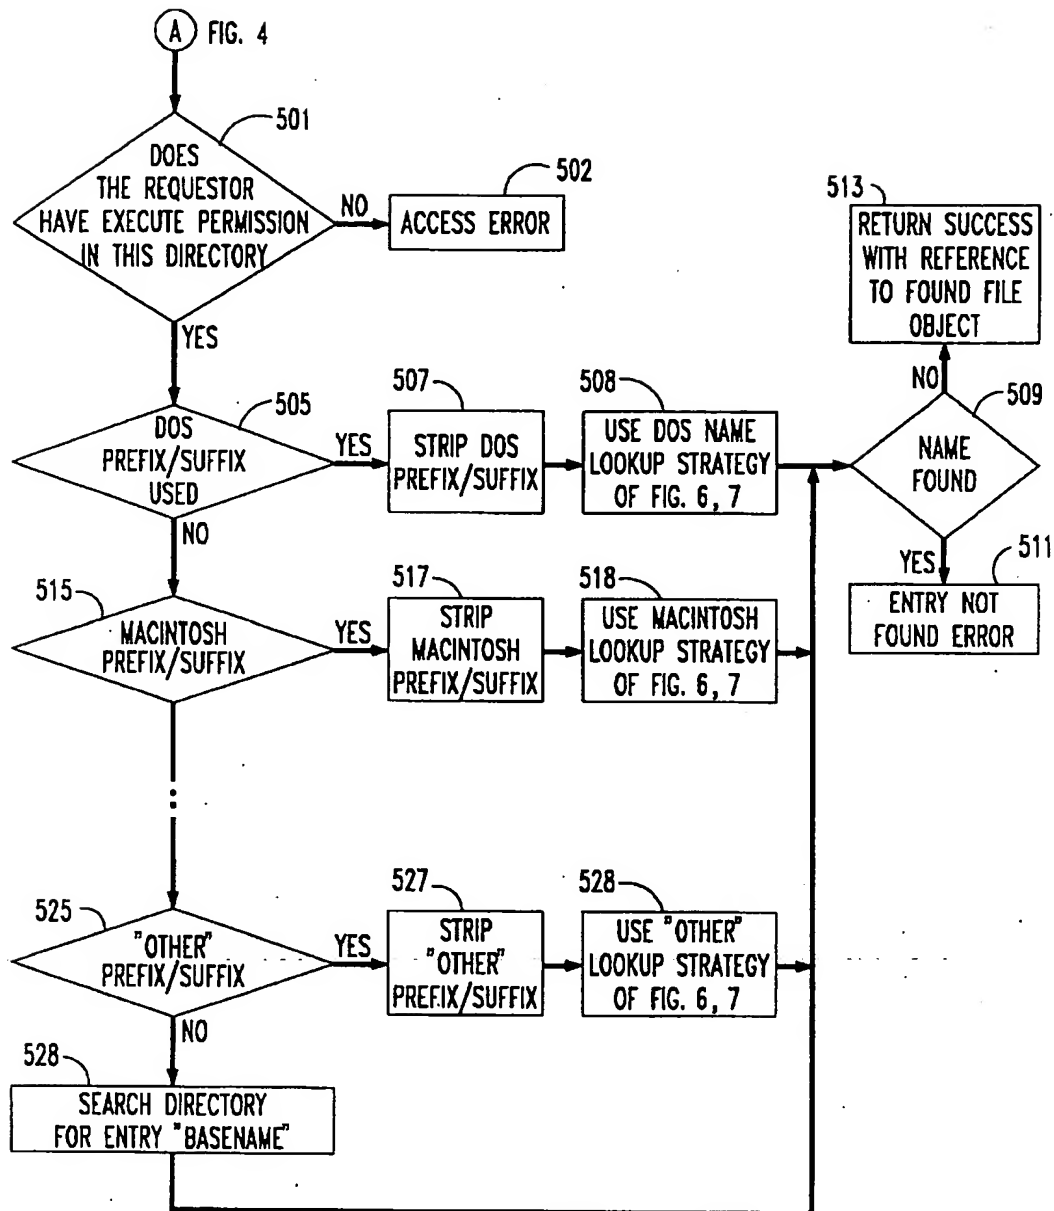 A FIG. 4
501
DOES
THE REQUESTOR
HAVE EXECUTE PERMISSION
IN THIS DIRECTORY
NO
502
ACCESS ERROR
YES
513
RETURN SUCCESS
WITH REFERENCE
TO FOUND FILE
OBJECT
505
DOS
PREFIX/SUFFIX
USED
YES
507
STRIP DOS
PREFIX/SUFFIX
508
USE DOS NAME
LOOKUP STRATEGY
OF FIG. 6, 7
NO
509
NAME
FOUND
YES
511
ENTRY NOT
FOUND ERROR
NO
515
MACINTOSH
PREFIX/SUFFIX
YES
517
STRIP
MACINTOSH
PREFIX/SUFFIX
518
USE MACINTOSH
LOOKUP STRATEGY
OF FIG. 6, 7
525
"OTHER"
PREFIX/SUFFIX
YES
527
STRIP
"OTHER"
PREFIX/SUFFIX
528
USE "OTHER"
LOOKUP STRATEGY
OF FIG. 6, 7
NO
528
SEARCH DIRECTORY
FOR ENTRY "BASENAME"